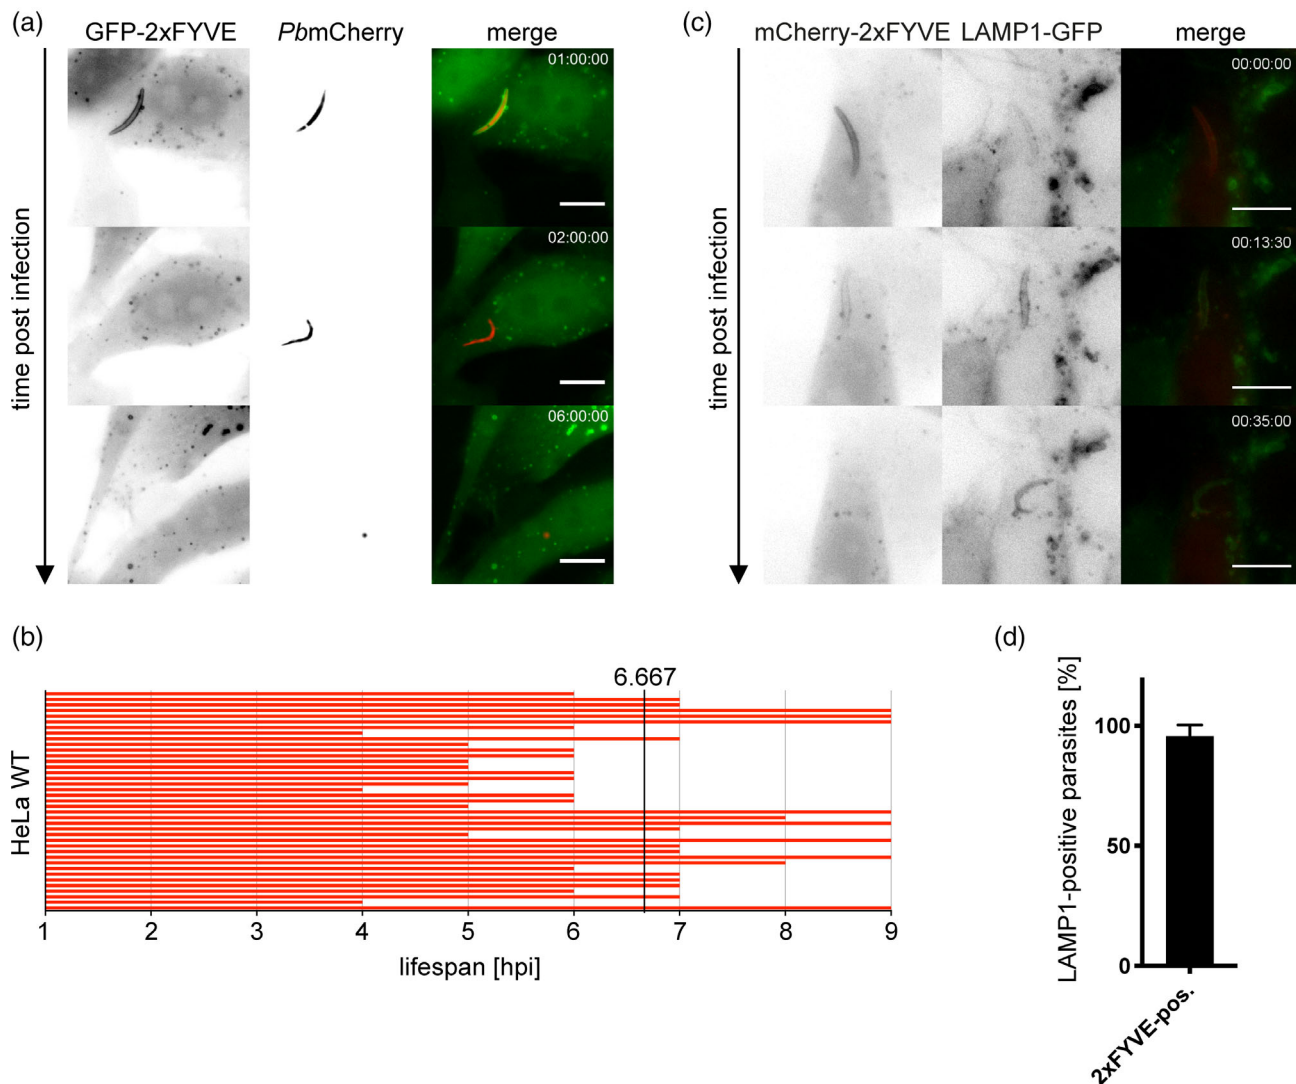 (a)
GFP-2xFYVE PbmCherry merge
time post infection
01:00:00
02:00:00
06:00:00
(c)
mCherry-2xFYVE LAMP1-GFP merge
time post infection
00:00:00
00:13:30
00:35:00
(b)
6.667
HeLa WT
1 2 3 4 5 6 7 8 9
lifespan [hpi]
(d)
LAMP1-positive parasites [%]
100
50
0
2xFYVE-pos.